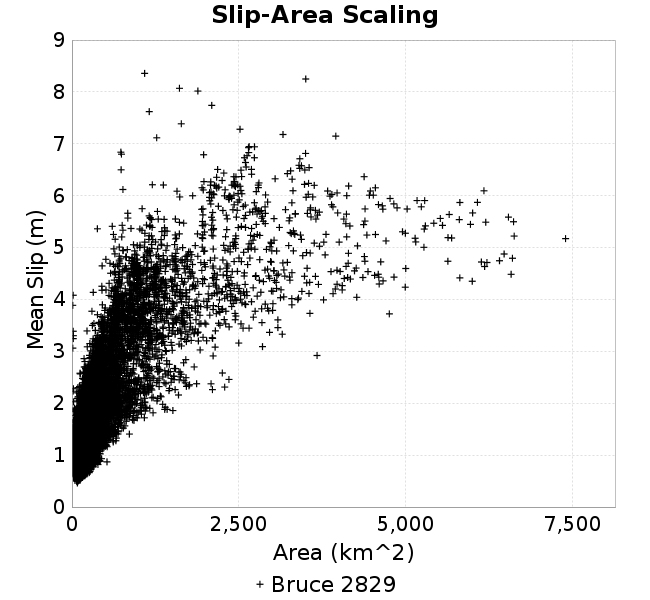 Slip-Area Scaling
9
8
7
6
5
4
3
2
1
0
Mean Slip (m)
0 2,500 5,000 7,500
Area (km^2)
+ Bruce 2829